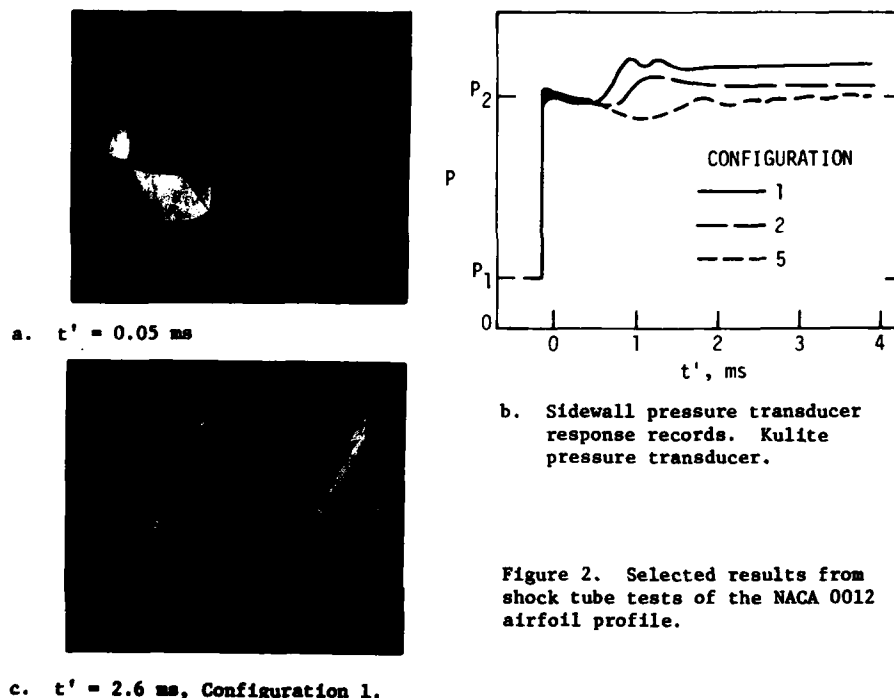 a. t' = 0.05 ms
P
P2
P1
0
0 1 2 3 4
t', ms
CONFIGURATION
1
2
5
b. Sidewall pressure transducer
response records. Kulite
pressure transducer.
Figure 2. Selected results from
shock tube tests of the NACA 0012
airfoil profile.
c. t' = 2.6 ms, Configuration 1.